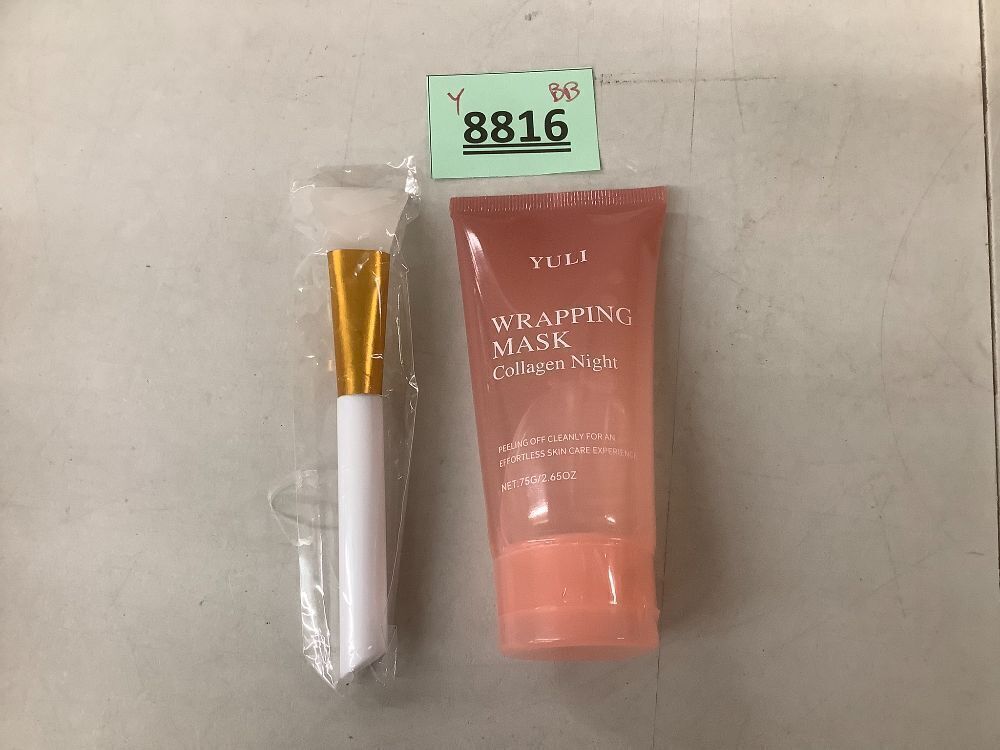 Y BB
8816
YULI
WRAPPING
MASK
Collagen Night
PEELING OFF CLEANLY FOR AN
EFFORTLESS SKIN CARE EXPERIENCE
NET:75G/2.65OZ